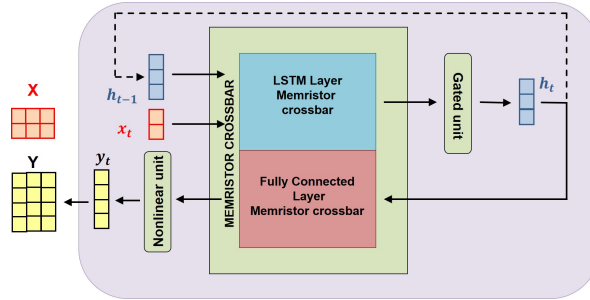 X
Y
h_{t-1}
x_t
y_t
Nonlinear unit
MEMRISTOR CROSSBAR
LSTM Layer
Memristor
crossbar
Fully Connected
Layer
Memristor crossbar
Gated unit
h_t